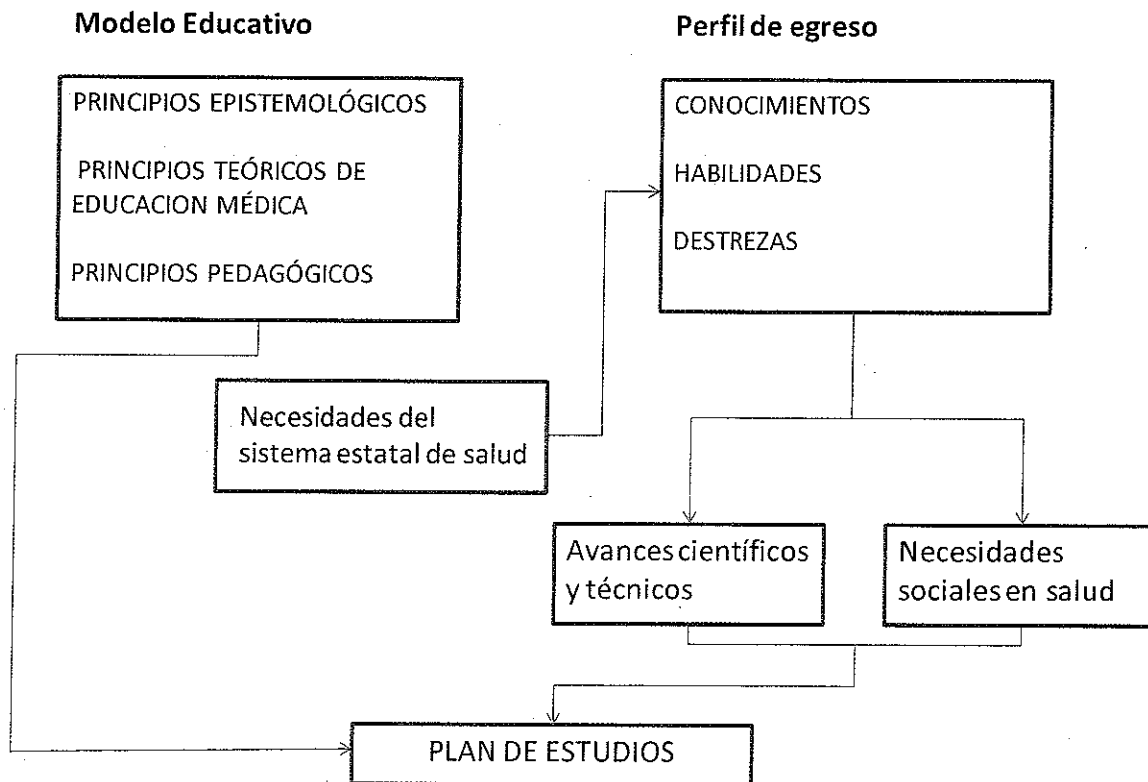 Modelo Educativo
Perfil de egreso
PRINCIPIOS EPISTEMOLÓGICOS
PRINCIPIOS TEÓRICOS DE
EDUCACION MÉDICA
PRINCIPIOS PEDAGÓGICOS
CONOCIMIENTOS
HABILIDADES
DESTREZAS
Necesidades del
sistema estatal de salud
Avances científicos
y técnicos
Necesidades
sociales en salud
PLAN DE ESTUDIOS